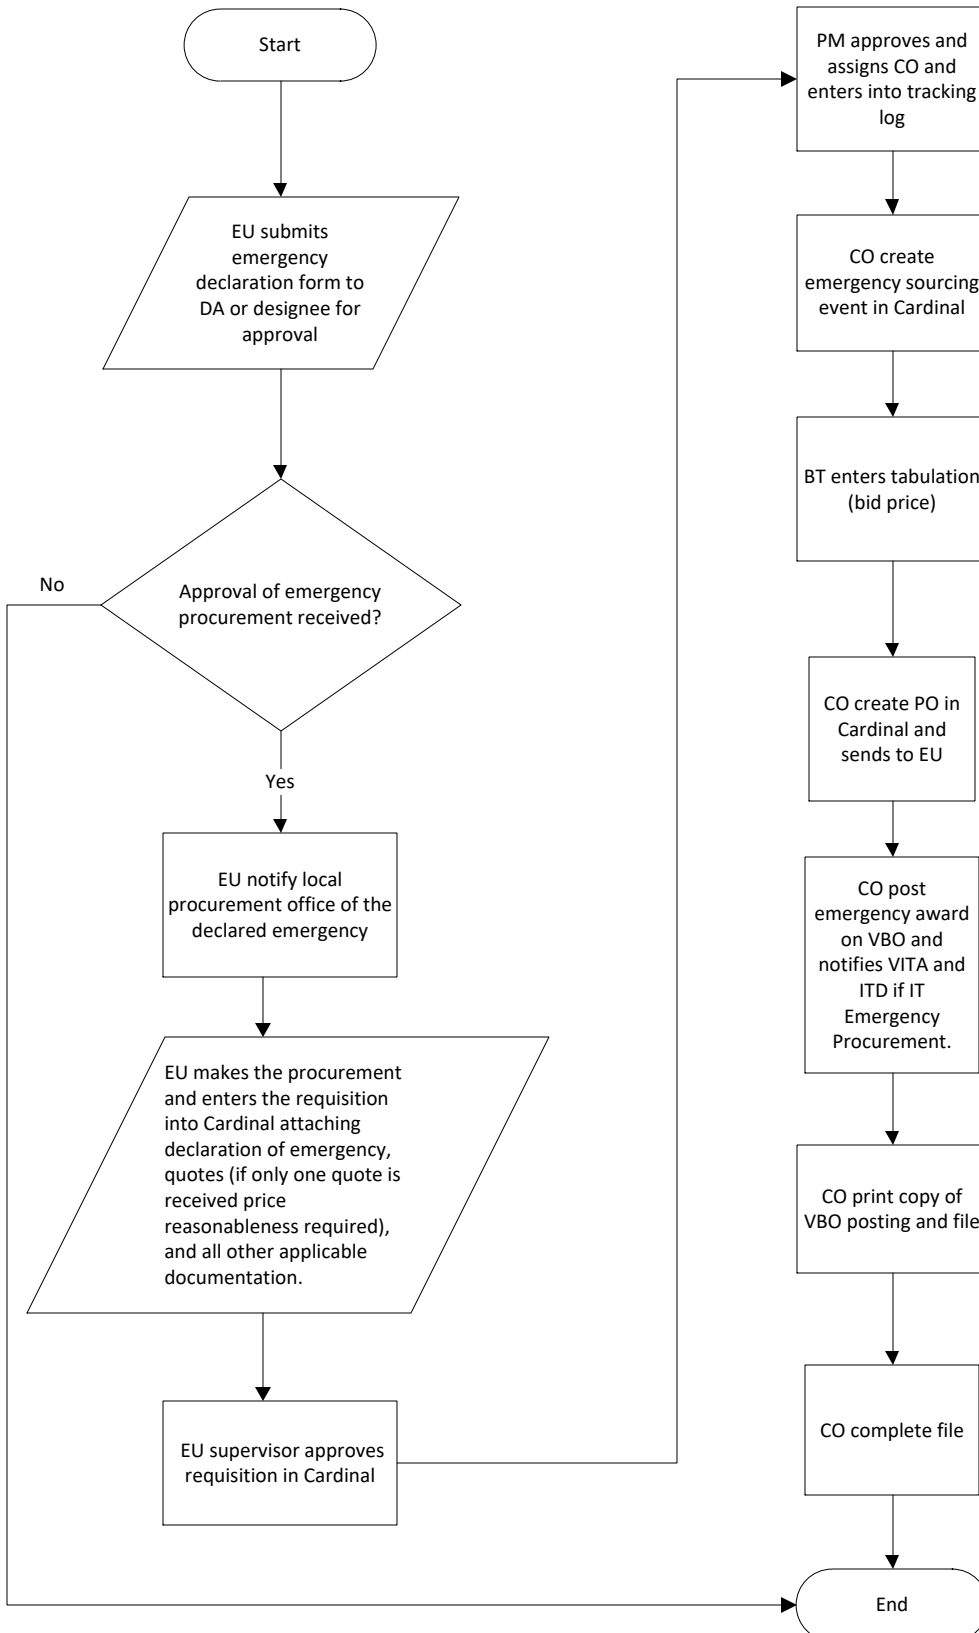 Start
EU submits
emergency
declaration form to
DA or designee for
approval
No
Approval of emergency
procurement received?
Yes
EU notify local
procurement office of the
declared emergency
EU makes the procurement
and enters the requisition
into Cardinal attaching
declaration of emergency,
quotes (if only one quote is
received price
reasonableness required),
and all other applicable
documentation.
EU supervisor approves
requisition in Cardinal
PM approves and
assigns CO and
enters into tracking
log
CO create
emergency sourcing
event in Cardinal
BT enters tabulation
(bid price)
CO create PO in
Cardinal and
sends to EU
CO post
emergency award
on VBO and
notifies VITA and
ITD if IT
Emergency
Procurement.
CO print copy of
VBO posting and file
CO complete file
End